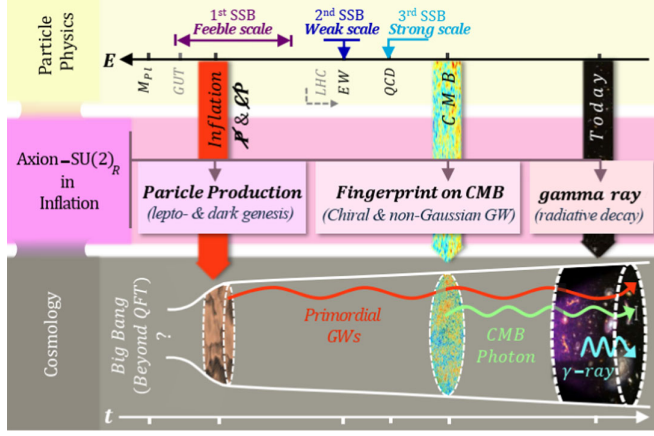 Particle
Physics
1st SSB
Feeble scale
2nd SSB
Weak scale
3rd SSB
Strong scale
E
MPl
GUT
Inflation
P & CP
LHC
EW
QCD
CMB
Today
Axion-SU(2)R
in
Inflation
Paricle Production
(lepto- & dark genesis)
Fingerprint on CMB
(Chiral & non-Gaussian GW)
gamma ray
(radiative decay)
Cosmology
Big Bang
(Beyond QFT)
?
Primordial
GWs
CMB
Photon
γ-ray
t